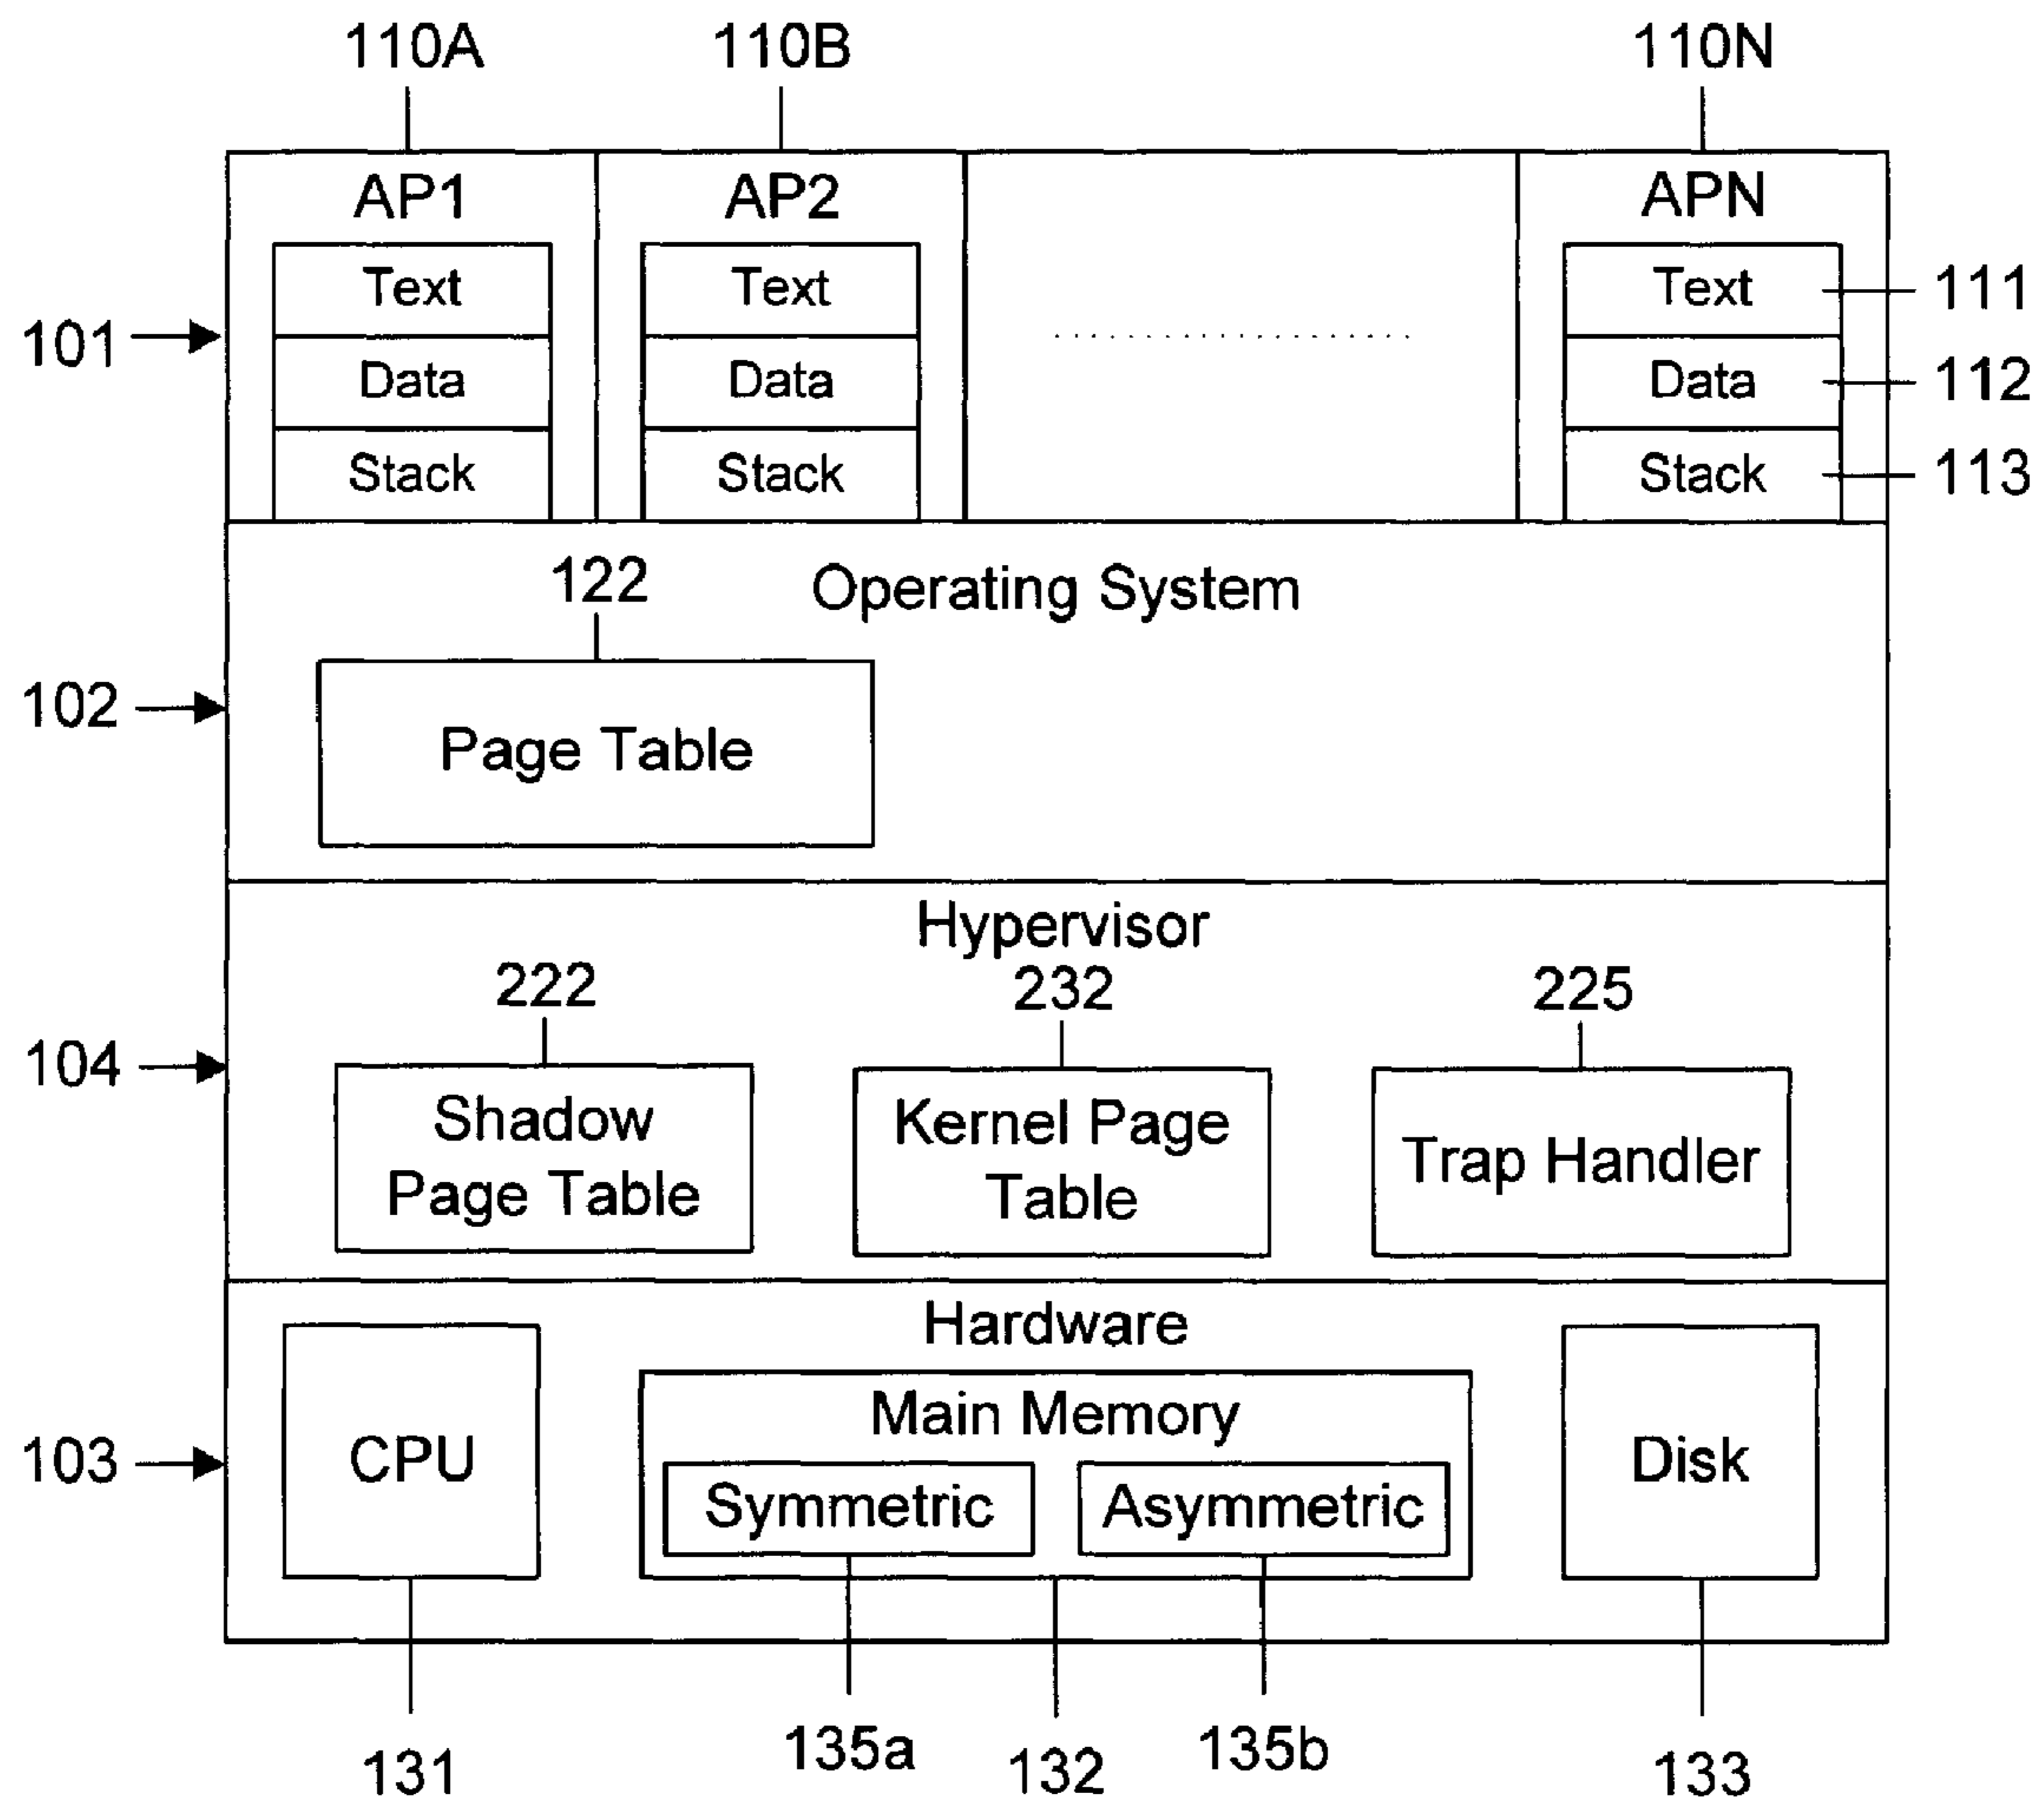 110A 110B 110N
AP1 AP2 APN
Text Text Text 111
101
Data Data Data 112
Stack Stack Stack 113
122
Operating System
102
Page Table
Hypervisor
222 232 225
104
Shadow
Page Table
Kernel Page
Table
Trap Handler
Hardware
103
CPU
Main Memory
Symmetric Asymmetric
Disk
131 135a 132 135b 133